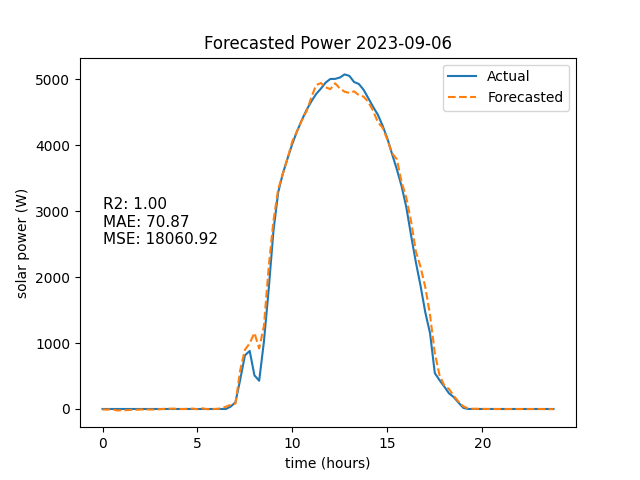 Forecasted Power 2023-09-06
Actual
Forecasted
5000
4000
3000
2000
1000
0
solar power (W)
R2: 1.00
MAE: 70.87
MSE: 18060.92
0 5 10 15 20
time (hours)